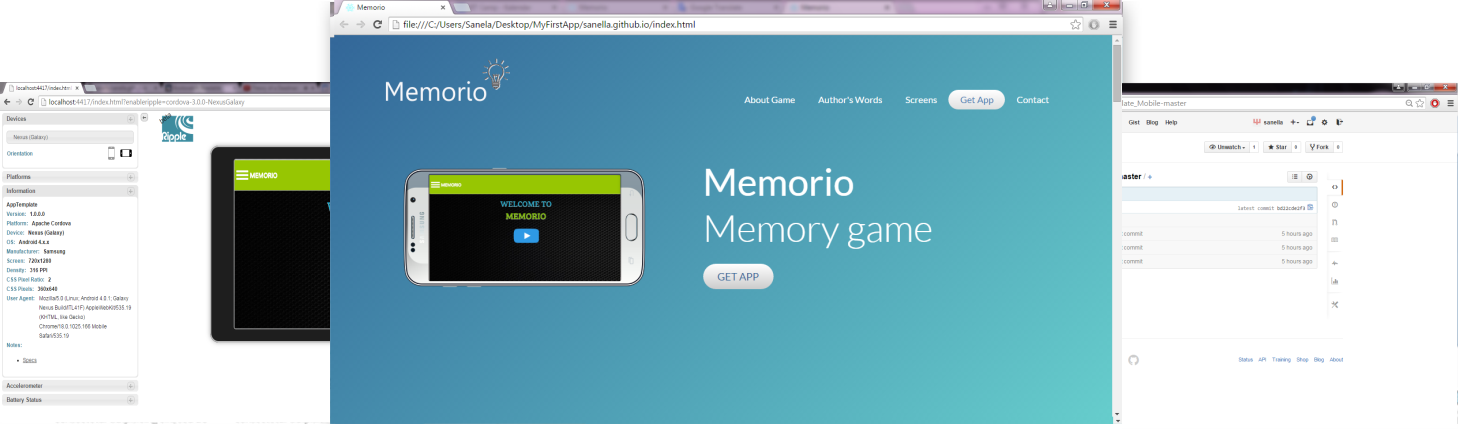 localhost:4417/index.html
localhost:4417/index.html?enableripple=cordova-3.0.0-NexusGalaxy
Devices
Nexus (Galaxy)
Orientation
Platforms
Information
AppTemplate
Version: 1.0.0.0
Platform: Apache Cordova
Device: Nexus (Galaxy)
OS: Android 4.x.x
Manufacturer: Samsung
Screen: 720x1280
Density: 316 PPI
CSS Pixel Ratio: 2
CSS Pixels: 360x640
User Agent: Mozilla/5.0 (Linux; Android 4.0.1; Galaxy
Nexus Build/ITL41F) AppleWebKit/535.19
(KHTML, like Gecko)
Chrome/18.0.1025.166 Mobile
Safari/535.19
Notes:
Specs
Accelerometer
Battery Status
beta
Ripple
MEMORIO
Memorio
file:///C:/Users/Sanela/Desktop/MyFirstApp/sanella.github.io/index.html
Memorio
About Game
Author's Words
Screens
Get App
Contact
MEMORIO
WELCOME TO
MEMORIO
Memorio
Memory game
GET APP
late_Mobile-master
Gist Blog Help
sanella
Unwatch 1
Star 0
Fork 0
aster / +
latest commit
commit 5 hours ago
commit 5 hours ago
5 hours ago
Status API Training Shop Blog About